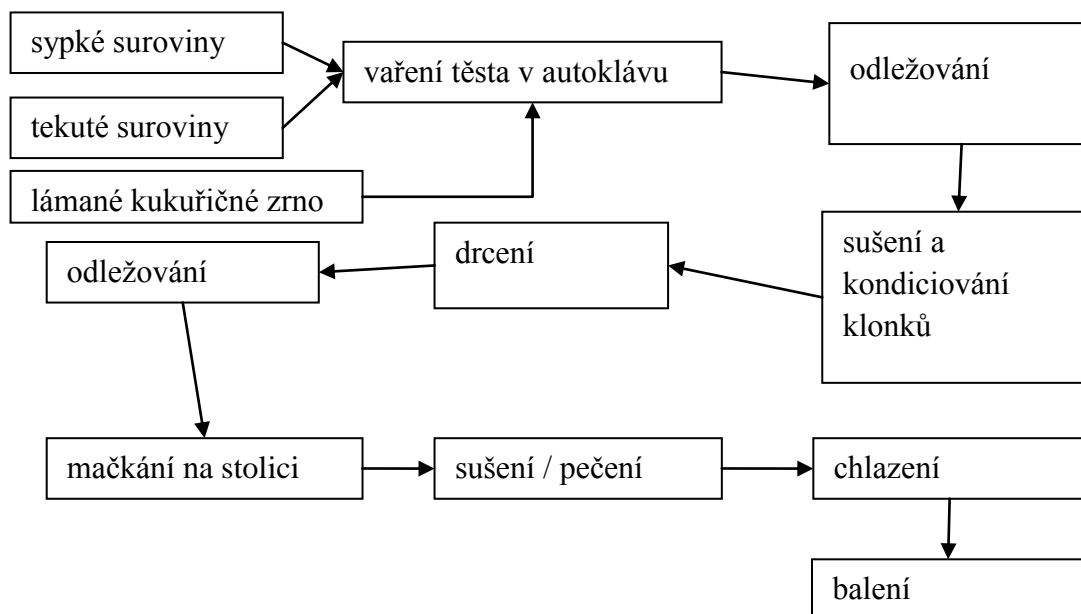 sypké suroviny
tekuté suroviny
lámané kukuřičné zrno
vaření těsta v autoklávu
odležování
sušení a
kondiciování
klonků
drcení
odležování
mačkání na stolici
sušení / pečení
chlazení
balení